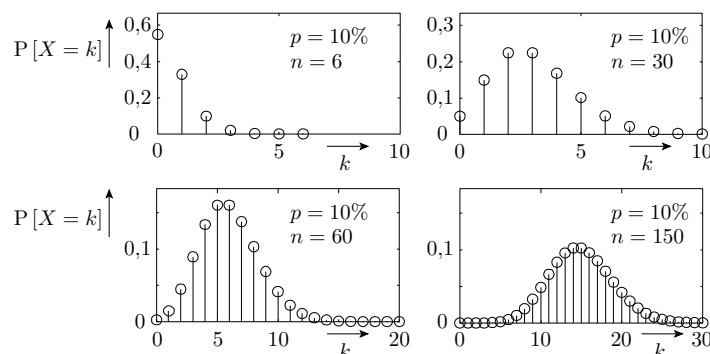 0,6
P [X = k]
0,4
0,2
0
p = 10%
n = 6
0 5 10
k
0,3
0,2
0,1
0
p = 10%
n = 30
0 5 10
k
P [X = k]
0,1
0
p = 10%
n = 60
0 5 10 15 20
k
0,1
0
p = 10%
n = 150
0 10 20 30
k